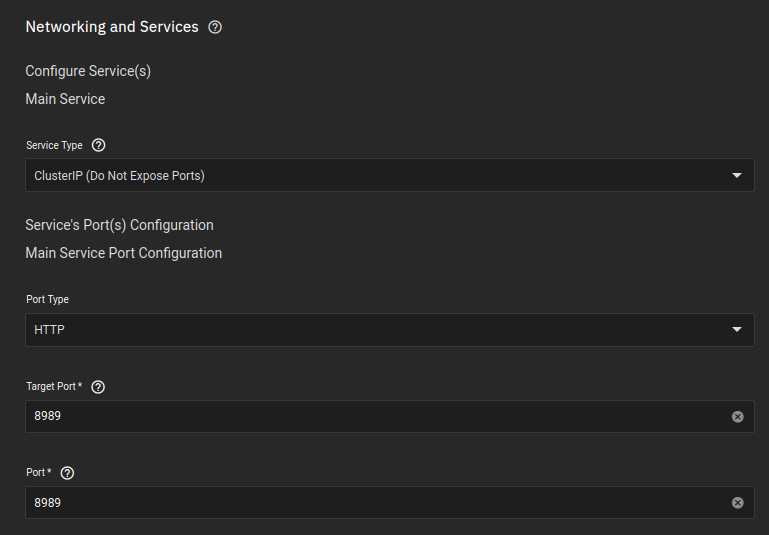 Networking and Services
Configure Service(s)
Main Service
Service Type
ClusterIP (Do Not Expose Ports)
Service's Port(s) Configuration
Main Service Port Configuration
Port Type
HTTP
Target Port *
8989
Port *
8989